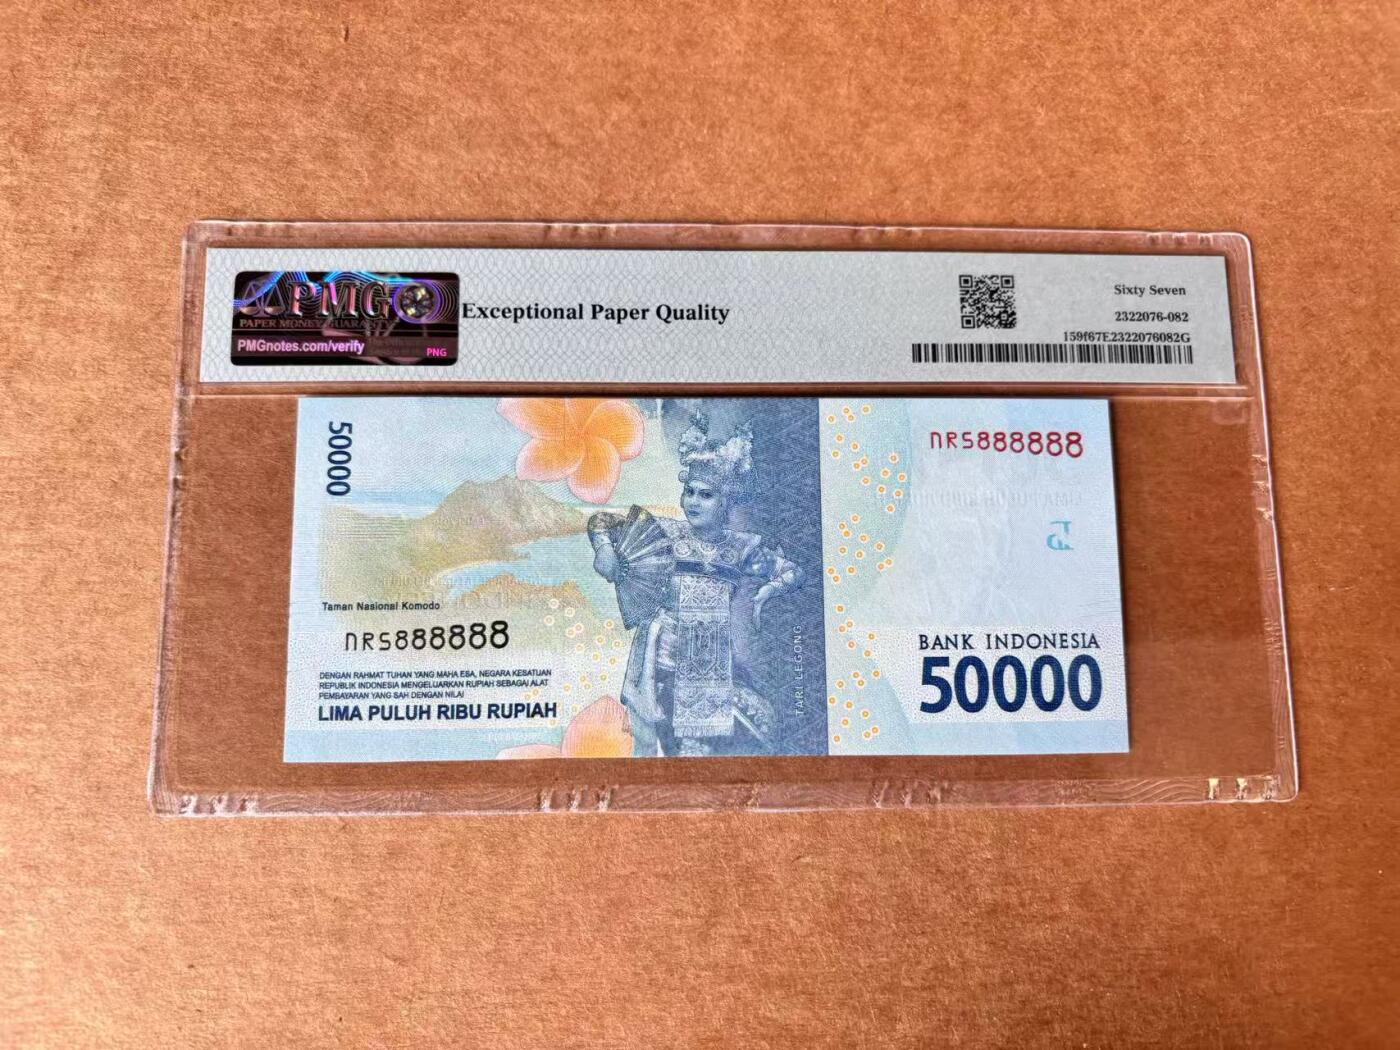 PMG
PAPER MONEY GUARANTY
PMGnotes.com/verify
PNG
Exceptional Paper Quality
Sixty Seven
2322076-082
159f67E2322076082G
50000
NRS888888
Taman Nasional Komodo
NRS888888
DENGAN RAHMAT TUHAN YANG MAHA ESA, NEGARA KESATUAN
REPUBLIK INDONESIA MENGELUARKAN RUPIAH SEBAGAI ALAT
PEMBAYARAN YANG SAH DENGAN NILAI
LIMA PULUH RIBU RUPIAH
TARI LEGONG
BANK INDONESIA
50000